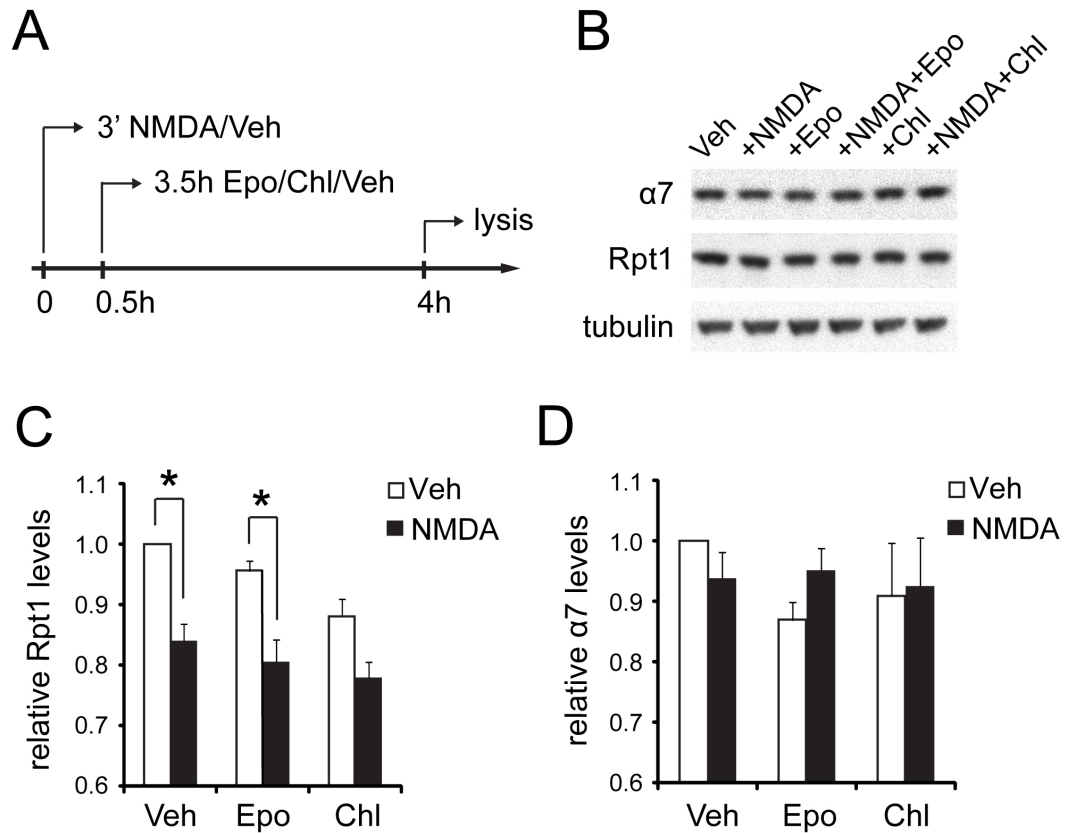 A
3’ NMDA/Veh
3.5h Epo/Chl/Veh
lysis
0
0.5h
4h
B
Veh
+NMDA
+Epo
+NMDA+Epo
+Chl
+NMDA+Chl
α7
Rpt1
tubulin
C
relative Rpt1 levels
1.1
1.0
0.9
0.8
0.7
0.6
*
*
Veh
NMDA
Veh
Epo
Chl
D
relative α7 levels
1.1
1.0
0.9
0.8
0.7
0.6
Veh
NMDA
Veh
Epo
Chl